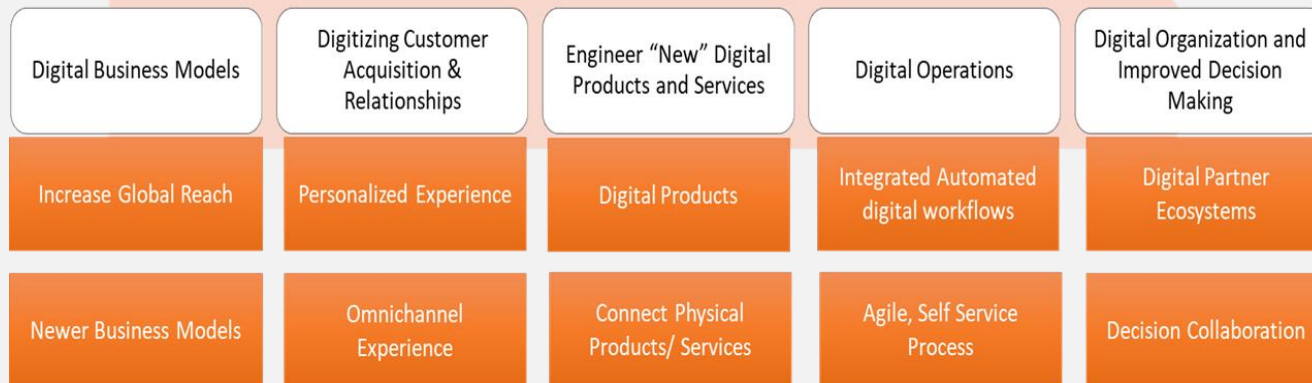 Digital Business Models
Digitizing Customer
Acquisition &
Relationships
Engineer “New” Digital
Products and Services
Digital Operations
Digital Organization and
Improved Decision
Making
Increase Global Reach
Personalized Experience
Digital Products
Integrated Automated
digital workflows
Digital Partner
Ecosystems
Newer Business Models
Omnichannel
Experience
Connect Physical
Products/ Services
Agile, Self Service
Process
Decision Collaboration